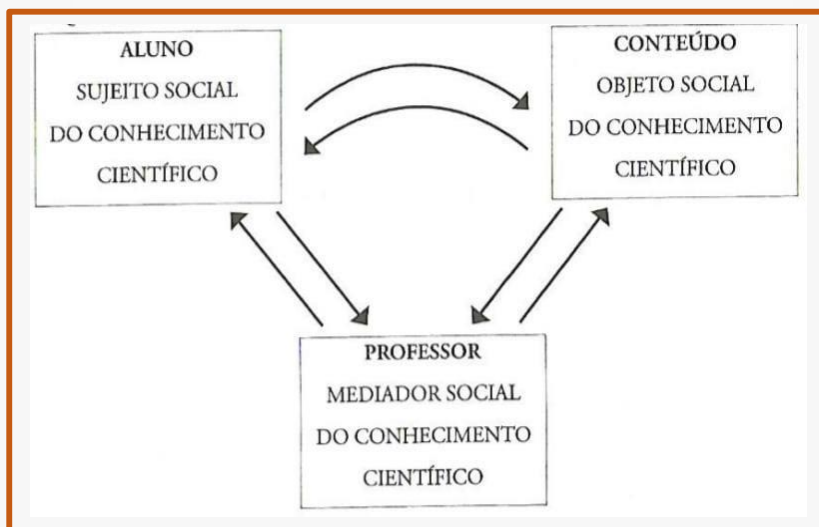 ALUNO
SUJEITO SOCIAL
DO CONHECIMENTO
CIENTÍFICO
CONTEÚDO
OBJETO SOCIAL
DO CONHECIMENTO
CIENTÍFICO
PROFESSOR
MEDIADOR SOCIAL
DO CONHECIMENTO
CIENTÍFICO